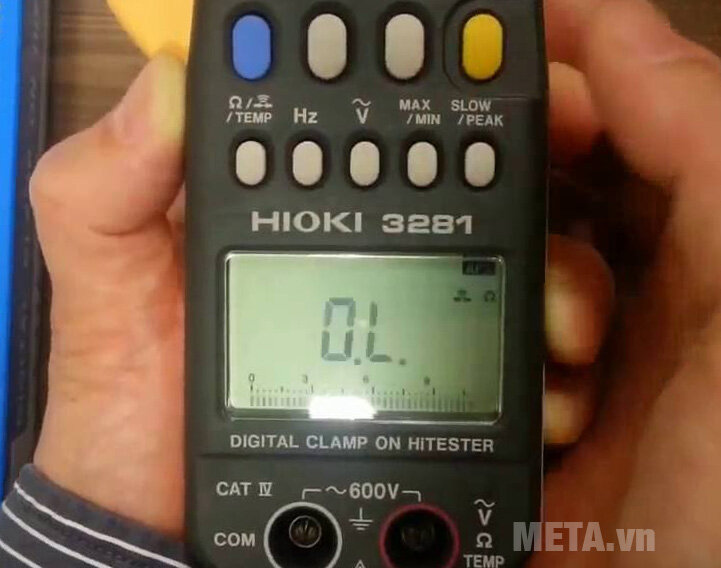 Ω/
/TEMP
Hz
~
V
MAX
/MIN
SLOW
/PEAK
HIOKI 3281
Ω
O.L.
0 3 6 9
DIGITAL CLAMP ON HiTESTER
CAT IV
~600V
COM
~
V
Ω
TEMP
META.vn